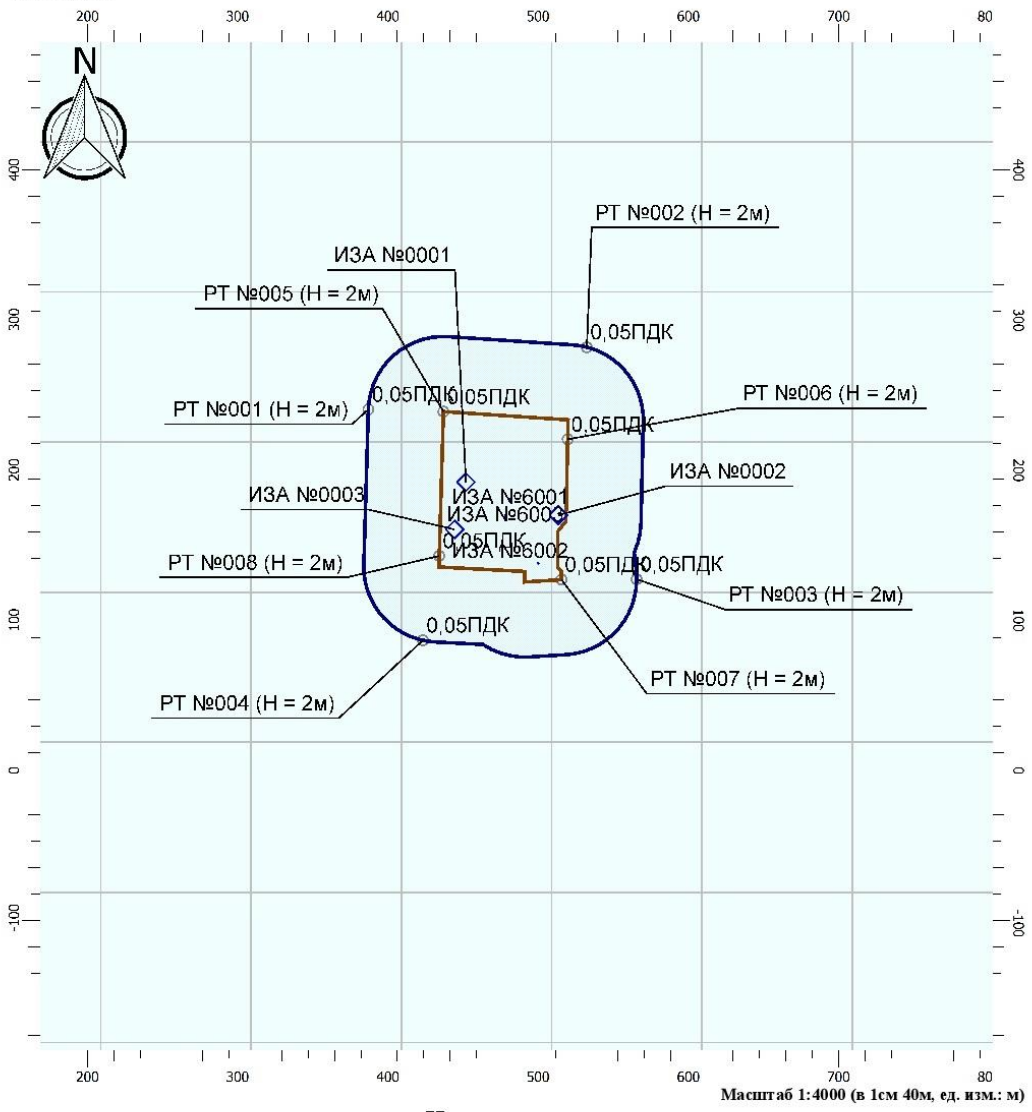 200 300 400 500 600 700 80
N
400 400
РТ №002 (H = 2м)
ИЗА №0001
РТ №005 (H = 2м)
300 300
0,05ПДК
0,05ПДК 0,05ПДК
РТ №001 (H = 2м)
РТ №006 (H = 2м)
0,05ПДК
200 200
ИЗА №0002
ИЗА №0003
ИЗА №6001
ИЗА №6003
0,05ПДК
ИЗА №6002
РТ №008 (H = 2м)
0,05ПДК 0,05ПДК
РТ №003 (H = 2м)
100 100
0,05ПДК
РТ №007 (H = 2м)
РТ №004 (H = 2м)
0 0
-100 -100
200 300 400 500 600 700 80
Масштаб 1:4000 (в 1см 40м, ед. изм.: м)